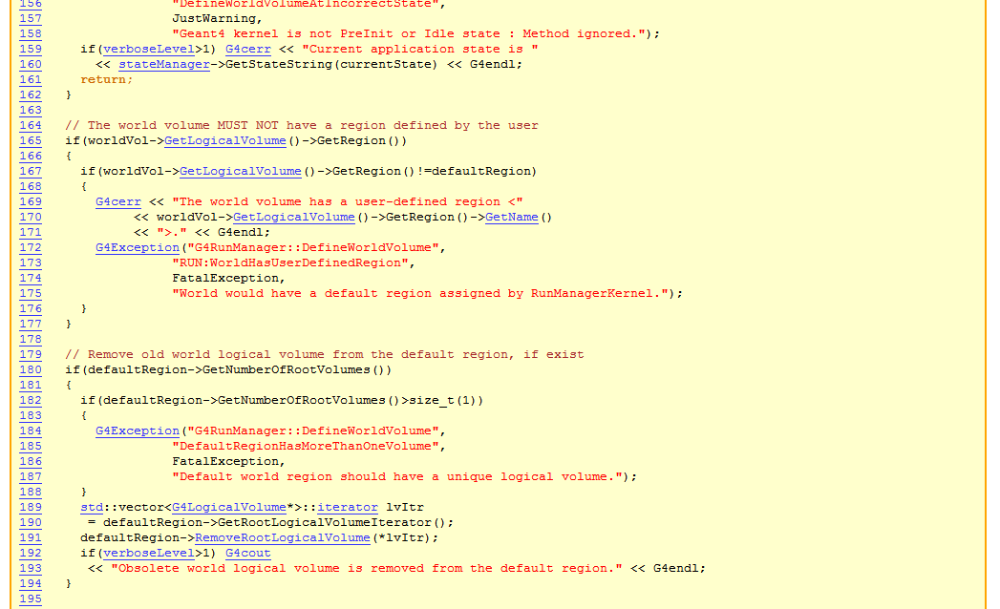 156                 "DefineWorldVolumeAtIncorrectState",
157                 JustWarning,
158                 "Geant4 kernel is not PreInit or Idle state : Method ignored.");
159     if(verboseLevel>1) G4cerr << "Current application state is "
160       << stateManager->GetStateString(currentState) << G4endl;
161     return;
162   }
163
164   // The world volume MUST NOT have a region defined by the user
165   if(worldVol->GetLogicalVolume()->GetRegion())
166   {
167     if(worldVol->GetLogicalVolume()->GetRegion()!=defaultRegion)
168     {
169       G4cerr << "The world volume has a user-defined region <"
170            << worldVol->GetLogicalVolume()->GetRegion()->GetName()
171            << ">." << G4endl;
172       G4Exception("G4RunManager::DefineWorldVolume",
173                 "RUN:WorldHasUserDefinedRegion",
174                 FatalException,
175                 "World would have a default region assigned by RunManagerKernel.");
176     }
177   }
178
179   // Remove old world logical volume from the default region, if exist
180   if(defaultRegion->GetNumberOfRootVolumes())
181   {
182     if(defaultRegion->GetNumberOfRootVolumes()>size_t(1))
183     {
184       G4Exception("G4RunManager::DefineWorldVolume",
185                 "DefaultRegionHasMoreThanOneVolume",
186                 FatalException,
187                 "Default world region should have a unique logical volume.");
188     }
189     std::vector<G4LogicalVolume*>::iterator lvItr
190      = defaultRegion->GetRootLogicalVolumeIterator();
191     defaultRegion->RemoveRootLogicalVolume(*lvItr);
192     if(verboseLevel>1) G4cout
193      << "Obsolete world logical volume is removed from the default region." << G4endl;
194   }
195